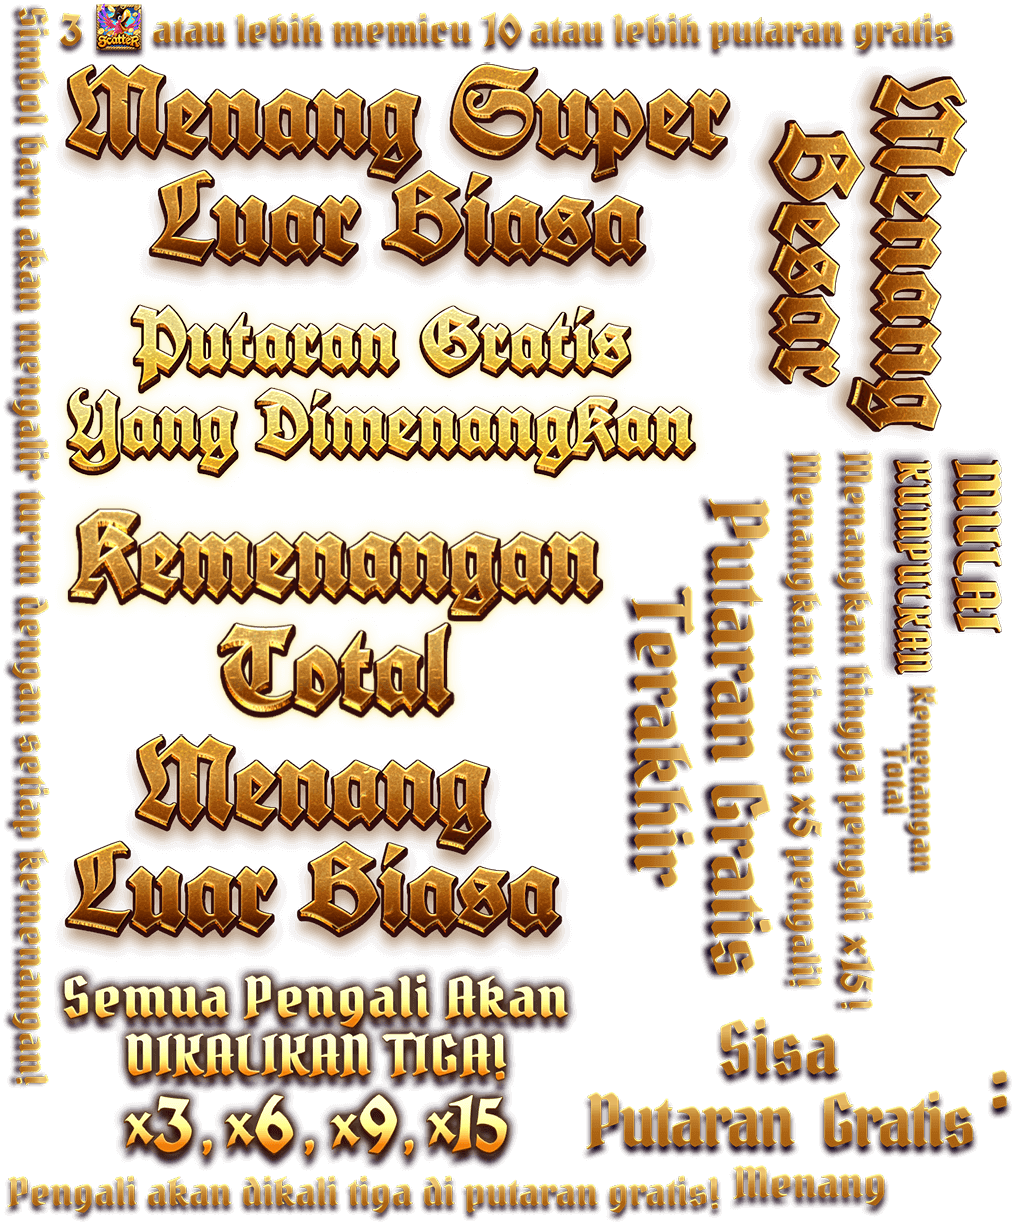 3 Scatter atau lebih memicu 10 atau lebih putaran gratis
Simbol baru akan mengalir turun dengan setiap kemenangan!
Menang Super
Luar Biasa
Menang
Besar
Putaran Gratis
Yang Dimenangkan
Kemenangan
Total
Menang
Luar Biasa
MULAI
KUMPULKAN
Menangkan hingga pengali x15!
Menangkan hingga x5 pengali!
Putaran Gratis
Terakhir
Kemenangan
Total
Semua Pengali Akan
DIKALIKAN TIGA!
x3, x6, x9, x15
Sisa
Putaran Gratis
:
Pengali akan dikali tiga di putaran gratis!
Menang